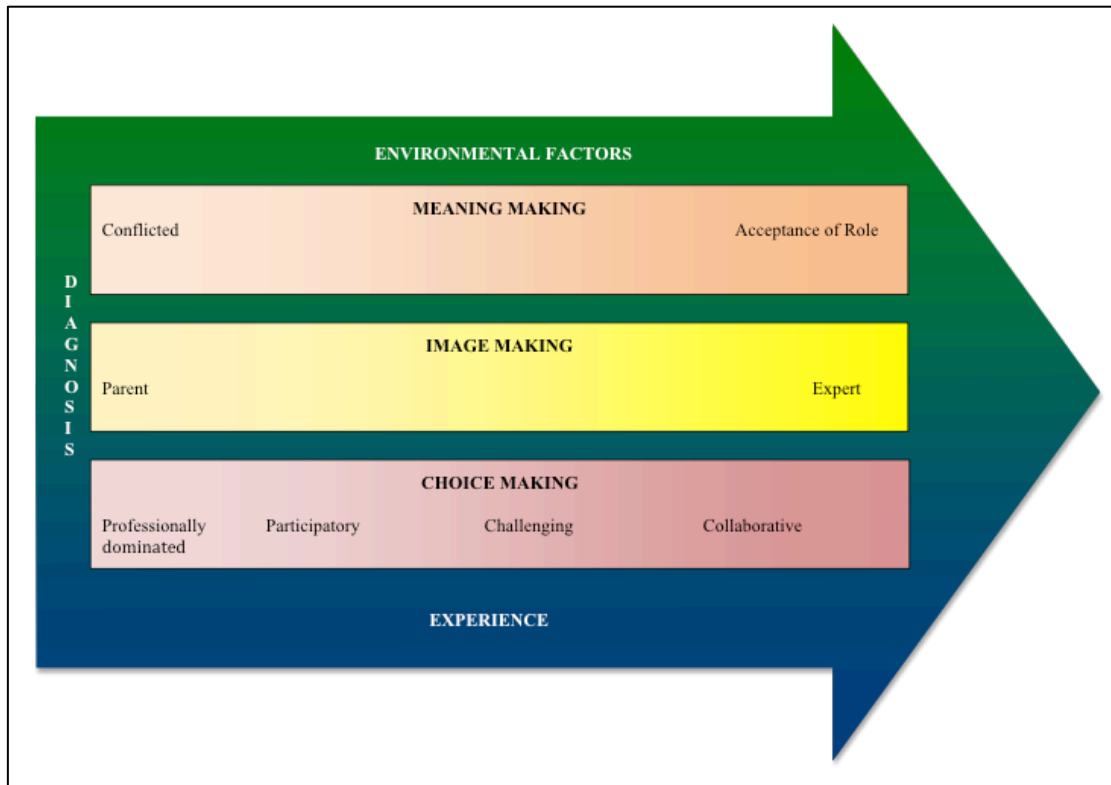 ENVIRONMENTAL FACTORS
MEANING MAKING
Conflicted
Acceptance of Role
DIAGNOSIS
IMAGE MAKING
Parent
Expert
CHOICE MAKING
Professionally dominated
Participatory
Challenging
Collaborative
EXPERIENCE